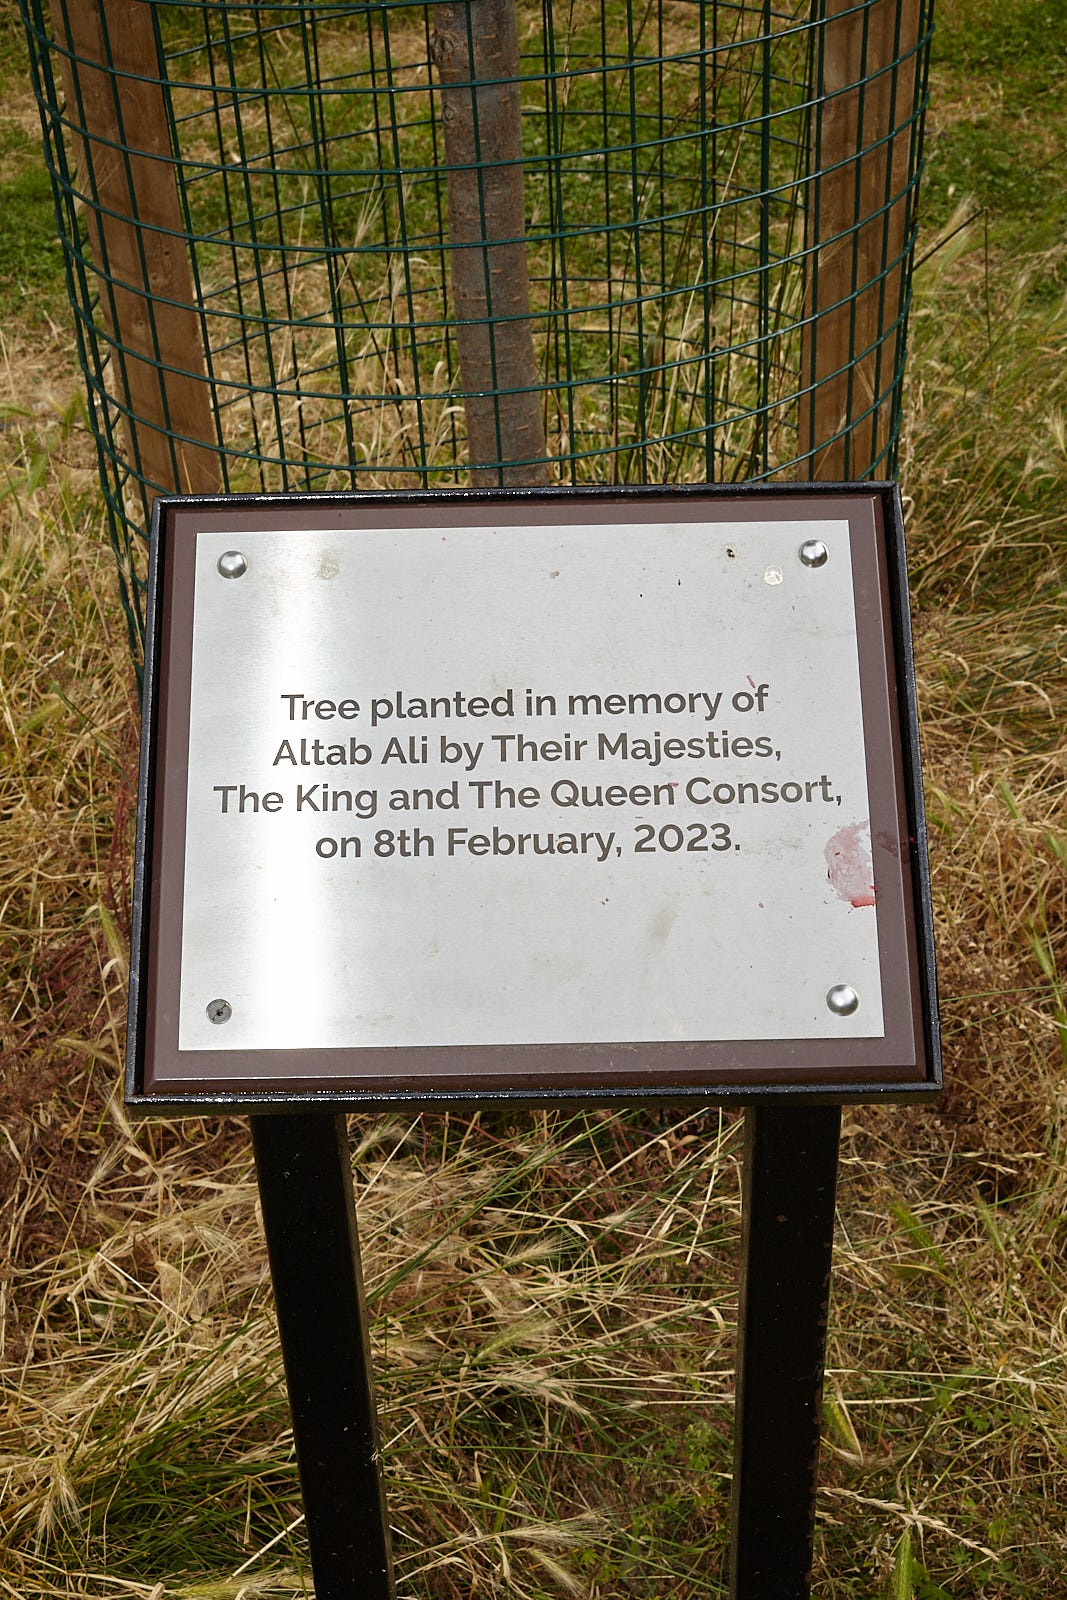 Tree planted in memory of
Altab Ali by Their Majesties,
The King and The Queen Consort,
on 8th February, 2023.